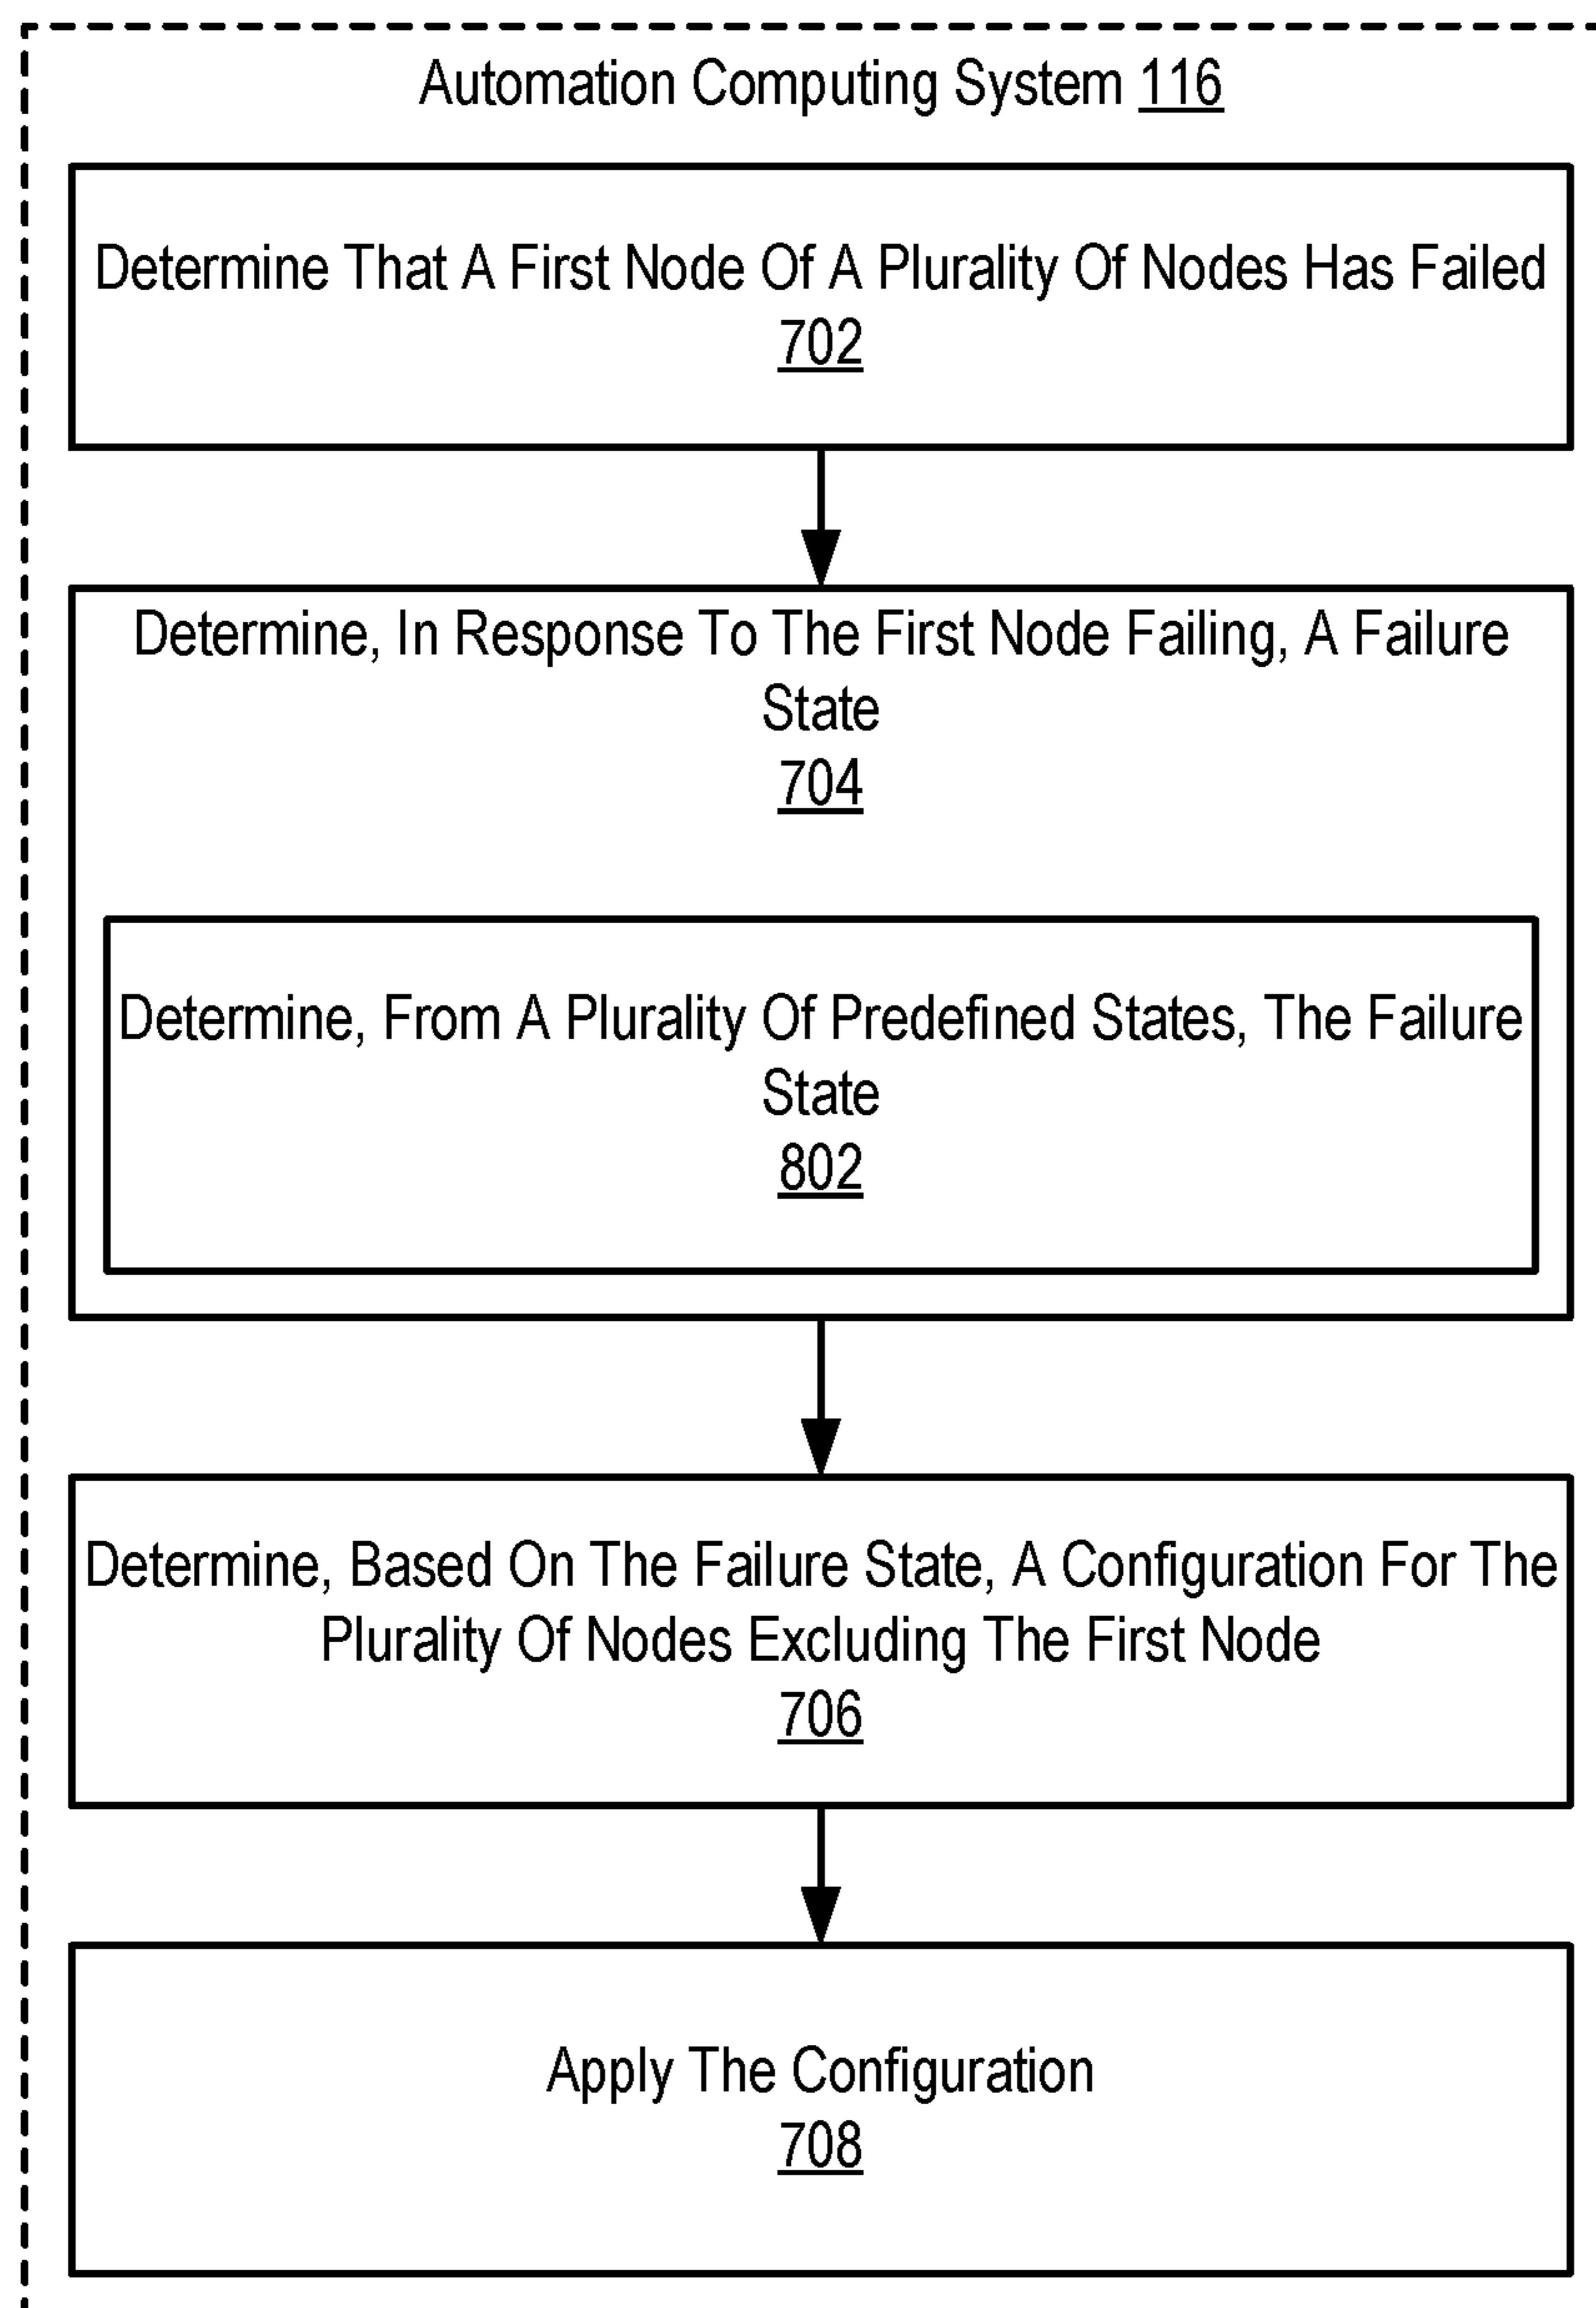 Automation Computing System 116
Determine That A First Node Of A Plurality Of Nodes Has Failed
702
Determine, In Response To The First Node Failing, A Failure
State
704
Determine, From A Plurality Of Predefined States, The Failure
State
802
Determine, Based On The Failure State, A Configuration For The
Plurality Of Nodes Excluding The First Node
706
Apply The Configuration
708